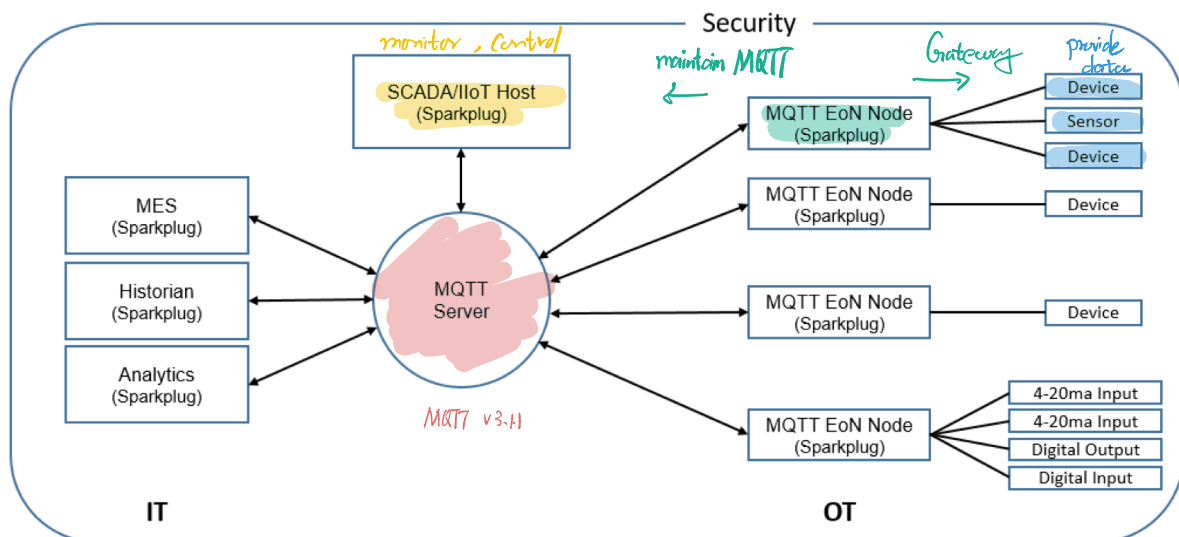 Security
monitor, Control
maintain MQTT
Gateway
provide
data
SCADA/IIoT Host
(Sparkplug)
MQTT EoN Node
(Sparkplug)
Device
Sensor
Device
MES
(Sparkplug)
MQTT EoN Node
(Sparkplug)
Device
Historian
(Sparkplug)
MQTT
Server
MQTT EoN Node
(Sparkplug)
Device
Analytics
(Sparkplug)
MQTT v3.1.1
MQTT EoN Node
(Sparkplug)
4-20ma Input
4-20ma Input
Digital Output
Digital Input
IT
OT